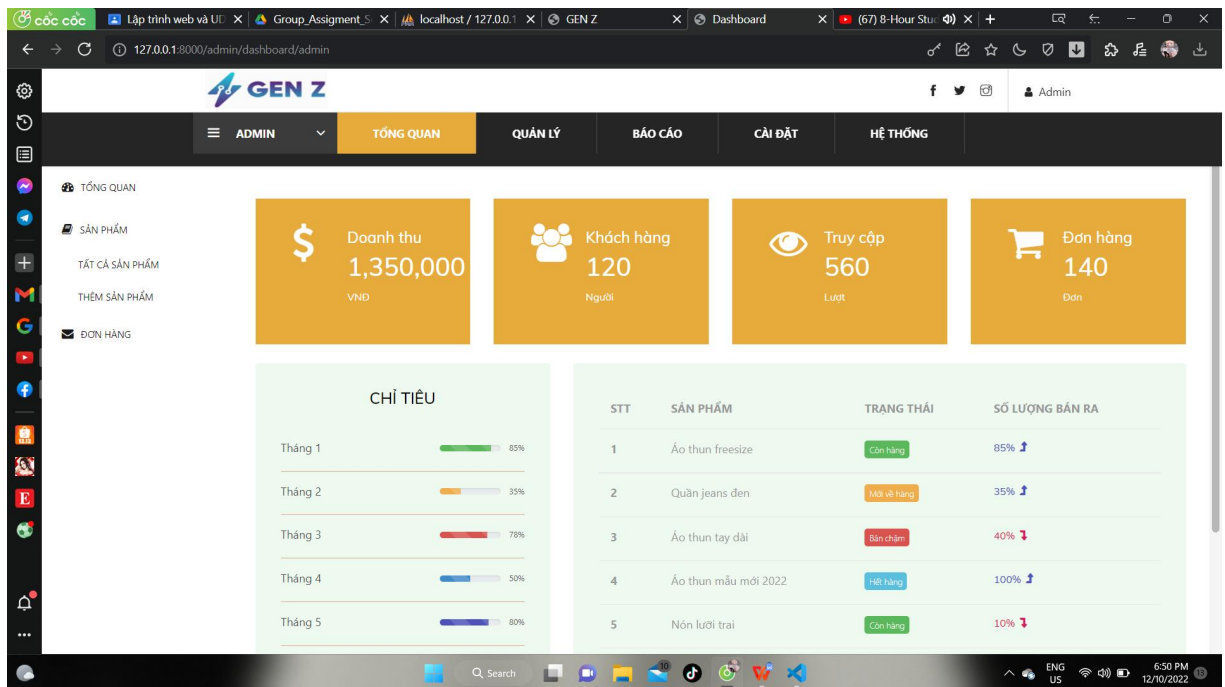 cốc cốc
Lập trình web và UD
Group_Assigment_S
localhost / 127.0.0.1
GEN Z
Dashboard
(67) 8-Hour Stud
127.0.0.1:8000/admin/dashboard/admin
GEN Z
Admin
ADMIN
TỔNG QUAN
QUẢN LÝ
BÁO CÁO
CÀI ĐẶT
HỆ THỐNG
TỔNG QUAN
SẢN PHẨM
TẤT CẢ SẢN PHẨM
THÊM SẢN PHẨM
ĐƠN HÀNG
Doanh thu
1,350,000
VNĐ
Khách hàng
120
Người
Truy cập
560
Lượt
Đơn hàng
140
Đơn
CHỈ TIÊU
Tháng 1 85%
Tháng 2 35%
Tháng 3 78%
Tháng 4 50%
Tháng 5 80%
STT SẢN PHẨM TRẠNG THÁI SỐ LƯỢNG BÁN RA
1 Áo thun freesize Còn hàng 85%
2 Quần jeans đen Mới về hàng 35%
3 Áo thun tay dài Bán chậm 40%
4 Áo thun mẫu mới 2022 Hết hàng 100%
5 Nón lưỡi trai Còn hàng 10%
Search
10
ENG
US
6:50 PM
12/10/2022